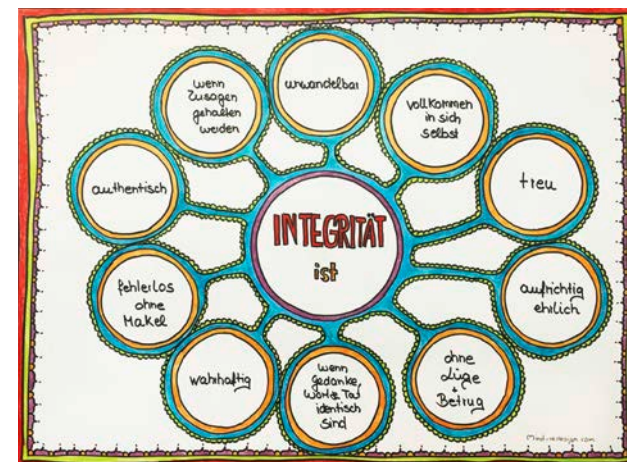 INTEGRITÄT
ist
unwandelbar
vollkommen
in sich
selbst
treu
aufrichtig
ehrlich
ohne
Lüge
+
Betrug
wenn
Gedanke,
Worte Tat
identisch
sind
wahrhaftig
fehlerlos
ohne
Makel
authentisch
wenn
Zusagen
gehalten
werden